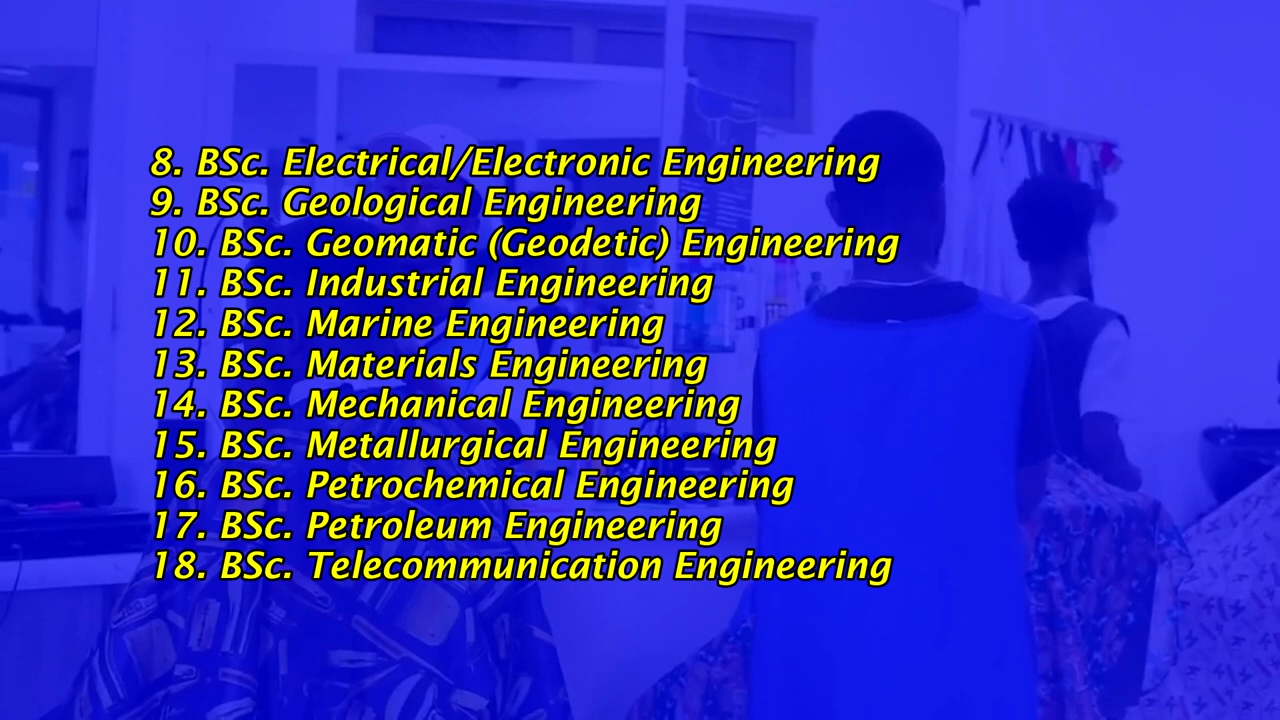 8. BSc. Electrical/Electronic Engineering
9. BSc. Geological Engineering
10. BSc. Geomatic (Geodetic) Engineering
11. BSc. Industrial Engineering
12. BSc. Marine Engineering
13. BSc. Materials Engineering
14. BSc. Mechanical Engineering
15. BSc. Metallurgical Engineering
16. BSc. Petrochemical Engineering
17. BSc. Petroleum Engineering
18. BSc. Telecommunication Engineering